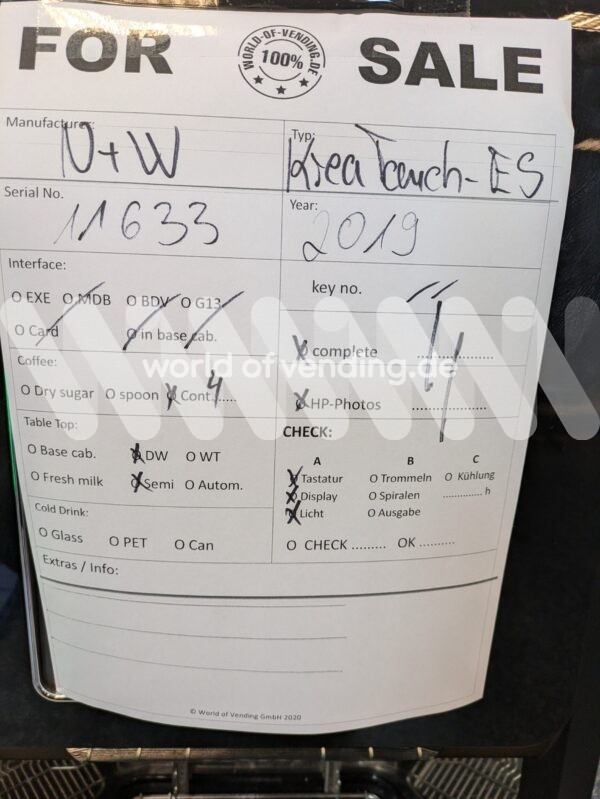 FOR SALE
WORLD-OF-VENDING.DE
100%
Manufacturer: N+W
Typ: Krea Touch-ES
Serial No. 11633
Year: 2019
Interface:
O EXE O MDB O BDV O G13
O Card O in base cab.
key no.
complete ...............
world of vending.de
Coffee:
O Dry sugar O spoon Cont. 4 .....
HP-Photos ...............
Table Top:
O Base cab. DW O WT
O Fresh milk Semi O Autom.
CHECK:
A B C
Tastatur O Trommeln O Kühlung
Display O Spiralen ............. h
Licht O Ausgabe
Cold Drink:
O Glass O PET O Can
O CHECK ......... OK ..........
Extras / Info:
© World of Vending GmbH 2020